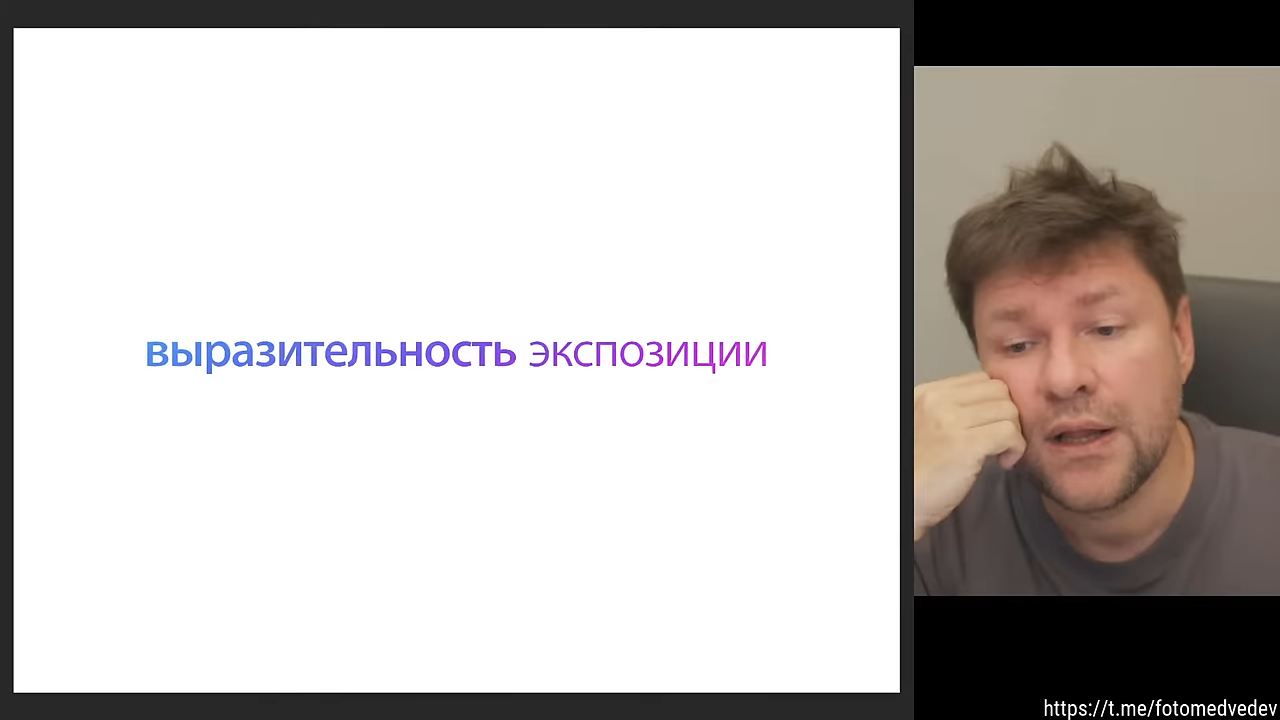 выразительность экспозиции
https://t.me/fotomedvedev